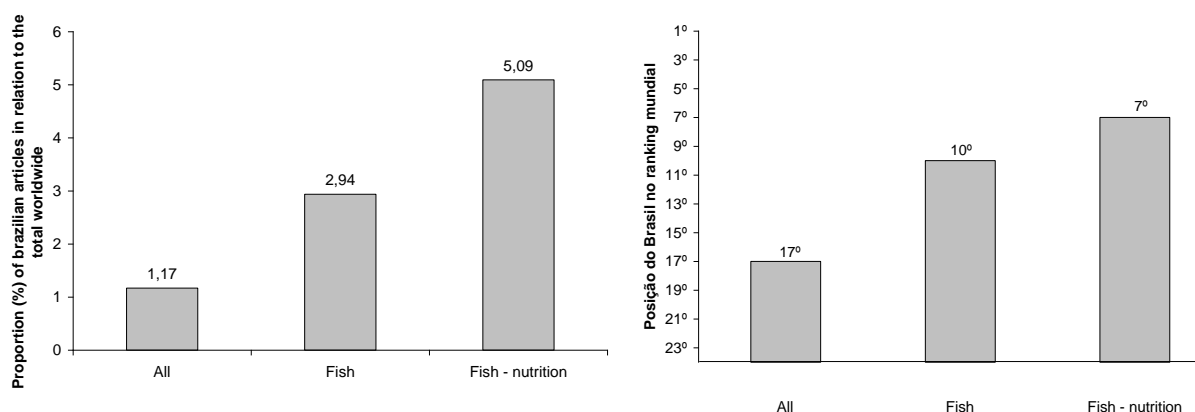 Proportion (%) of brazilian articles in relation to the
total worldwide
6
5
4
3
2
1
0
1,17
2,94
5,09
All
Fish
Fish - nutrition
Posição do Brasil no ranking mundial
1º
3º
5º
7º
9º
11º
13º
15º
17º
19º
21º
23º
17º
10º
7º
All
Fish
Fish - nutrition